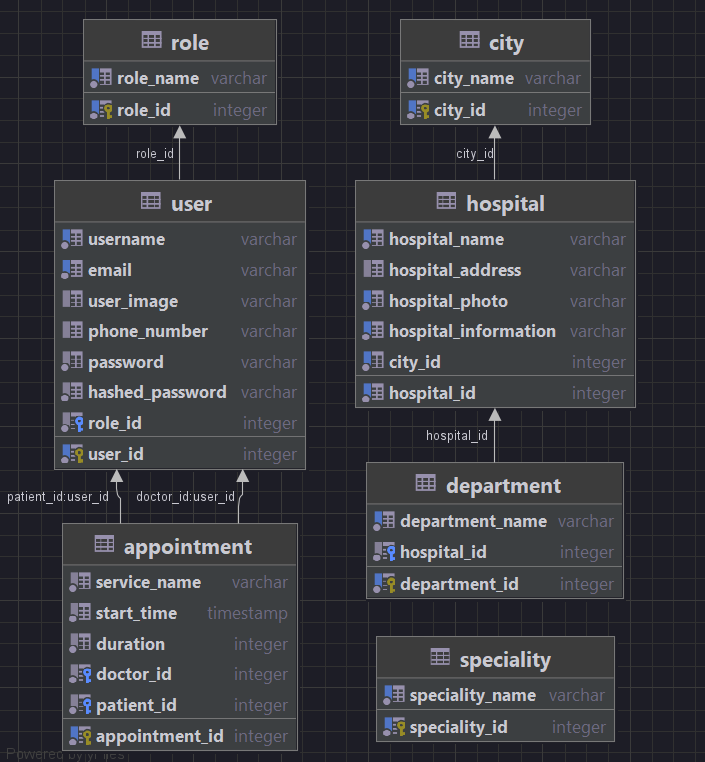 role
role_name varchar
role_id integer
role_id
user
username varchar
email varchar
user_image varchar
phone_number varchar
password varchar
hashed_password varchar
role_id integer
user_id integer
patient_id:user_id doctor_id:user_id
appointment
service_name varchar
start_time timestamp
duration integer
doctor_id integer
patient_id integer
appointment_id integer
Powered by yFiles
city
city_name varchar
city_id integer
city_id
hospital
hospital_name varchar
hospital_address varchar
hospital_photo varchar
hospital_information varchar
city_id integer
hospital_id integer
hospital_id
department
department_name varchar
hospital_id integer
department_id integer
speciality
speciality_name varchar
speciality_id integer